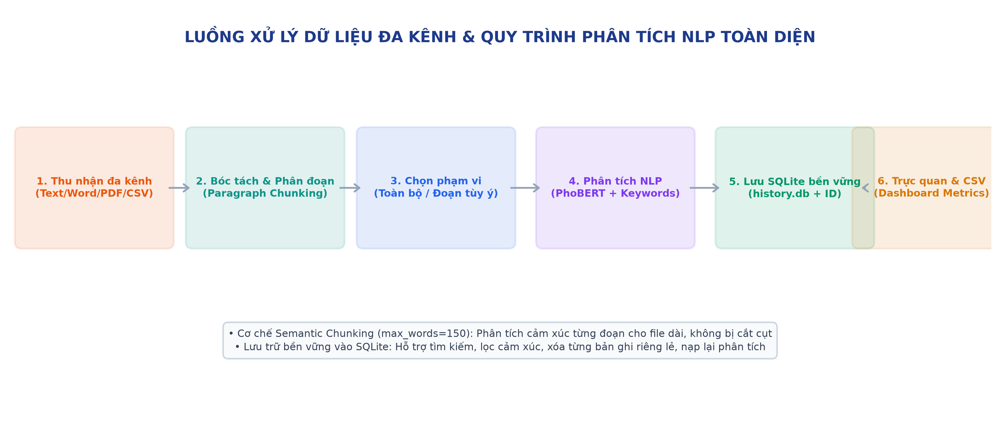 LUỒNG XỬ LÝ DỮ LIỆU ĐA KÊNH & QUY TRÌNH PHÂN TÍCH NLP TOÀN DIỆN
1. Thu nhận đa kênh
(Text/Word/PDF/CSV)
2. Bóc tách & Phân đoạn
(Paragraph Chunking)
3. Chọn phạm vi
(Toàn bộ / Đoạn tùy ý)
4. Phân tích NLP
(PhoBERT + Keywords)
5. Lưu SQLite bền vững
(history.db + ID)
6. Trực quan & CSV
(Dashboard Metrics)
• Cơ chế Semantic Chunking (max_words=150): Phân tích cảm xúc từng đoạn cho file dài, không bị cắt cụt
• Lưu trữ bền vững vào SQLite: Hỗ trợ tìm kiếm, lọc cảm xúc, xóa từng bản ghi riêng lẻ, nạp lại phân tích